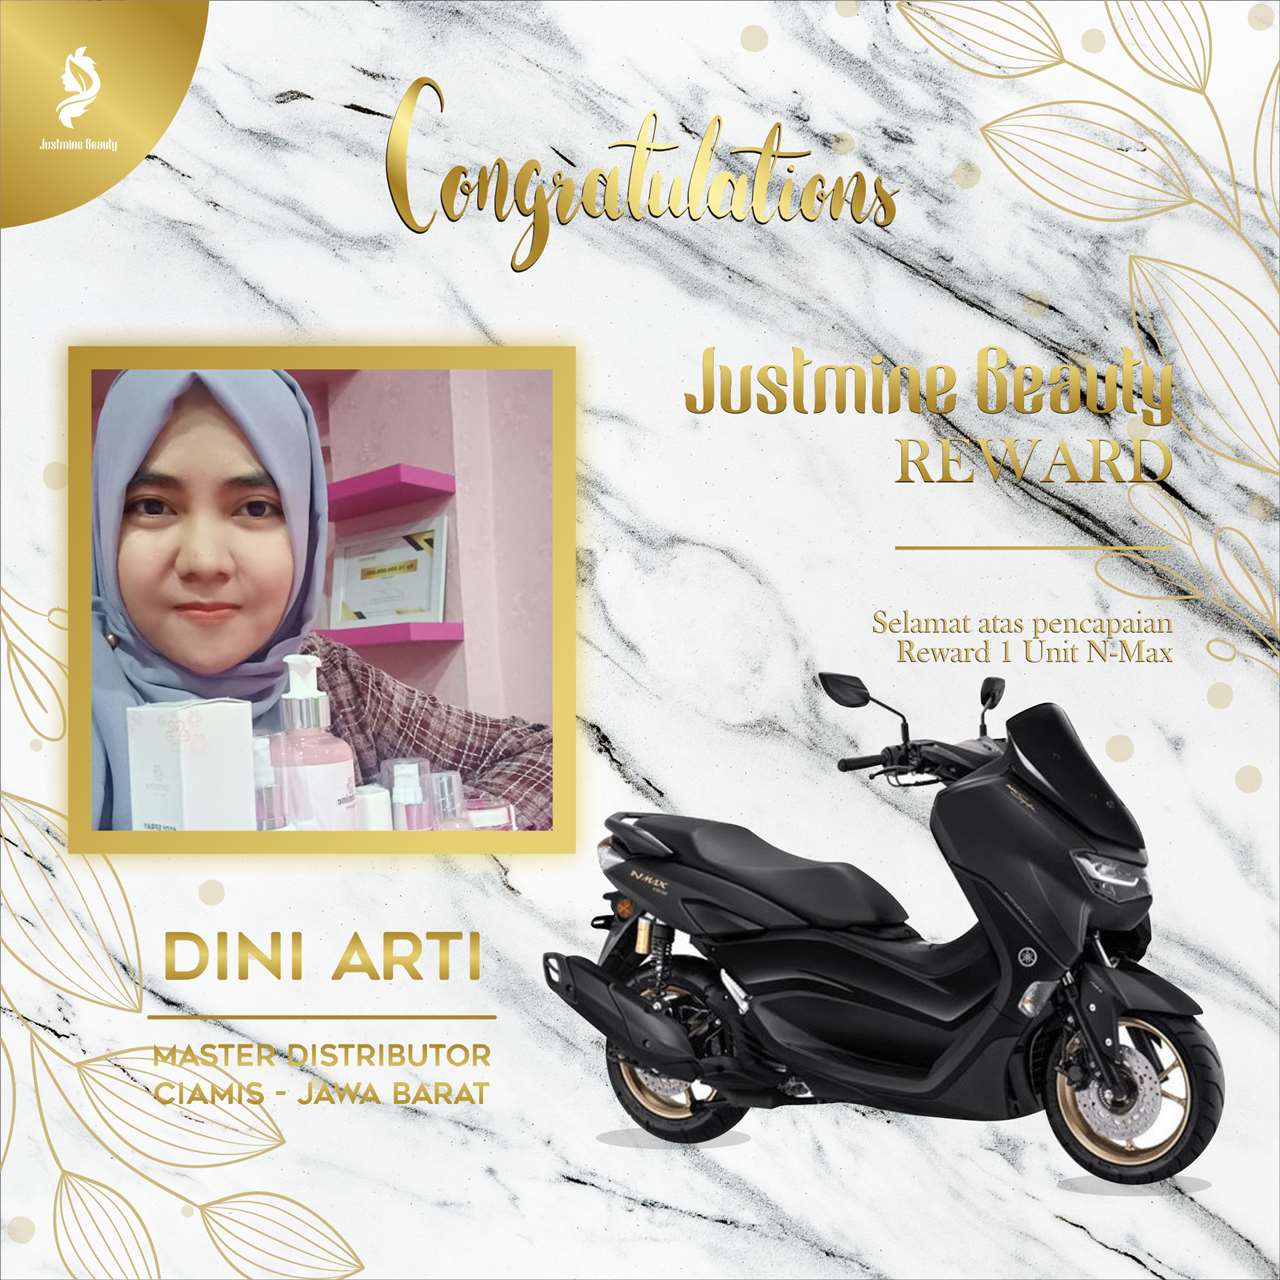 Justmine Beauty
Congratulations
Justmine Beauty
REWARD
Selamat atas pencapaian
Reward 1 Unit N-Max
NMAX
DINI ARTI
MASTER DISTRIBUTOR
CIAMIS - JAWA BARAT